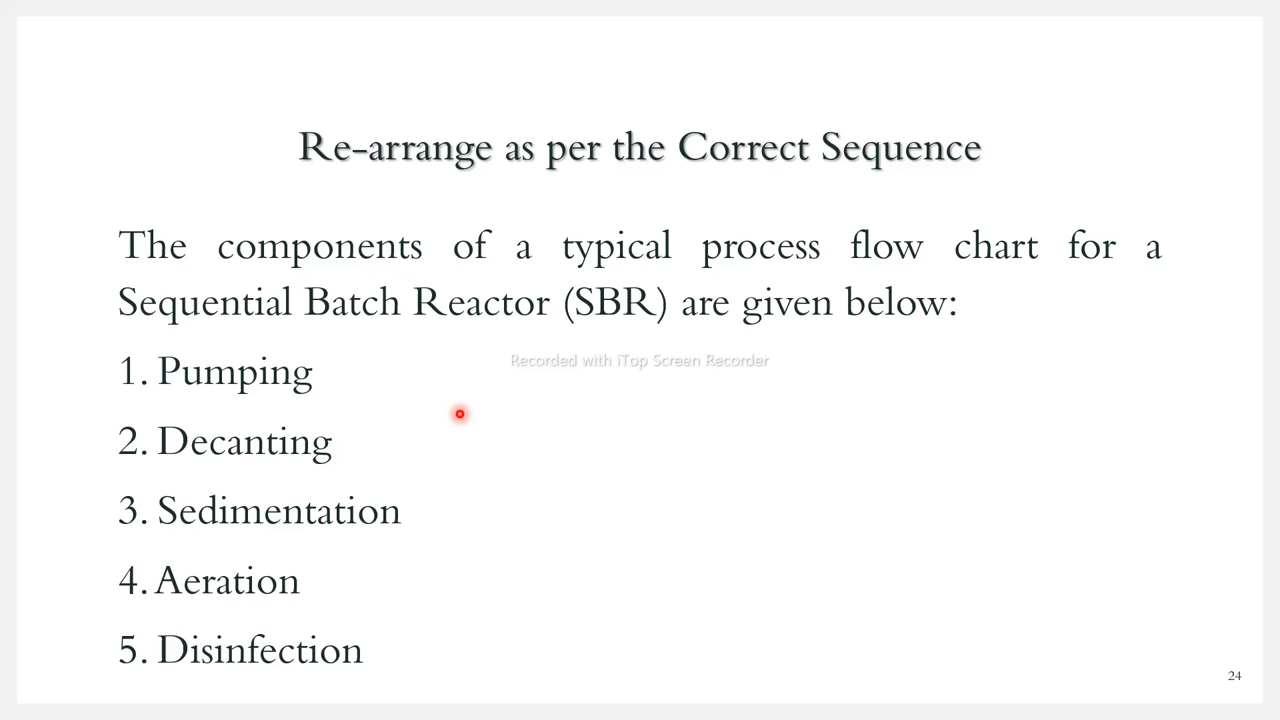 Re-arrange as per the Correct Sequence
The components of a typical process flow chart for a
Sequential Batch Reactor (SBR) are given below:
Recorded with iTop Screen Recorder
1. Pumping
2. Decanting
3. Sedimentation
4. Aeration
5. Disinfection
24